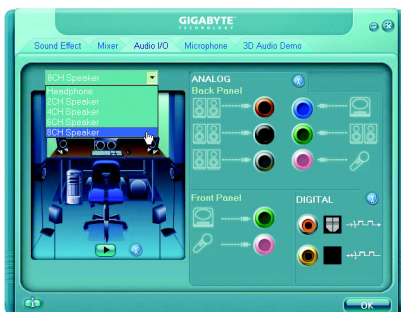 GIGABYTE™
TECHNOLOGY
Sound Effect Mixer Audio I/O Microphone 3D Audio Demo
8CH Speaker
Headphone
2CH Speaker
4CH Speaker
6CH Speaker
8CH Speaker
ANALOG
Back Panel
Front Panel
DIGITAL
OK